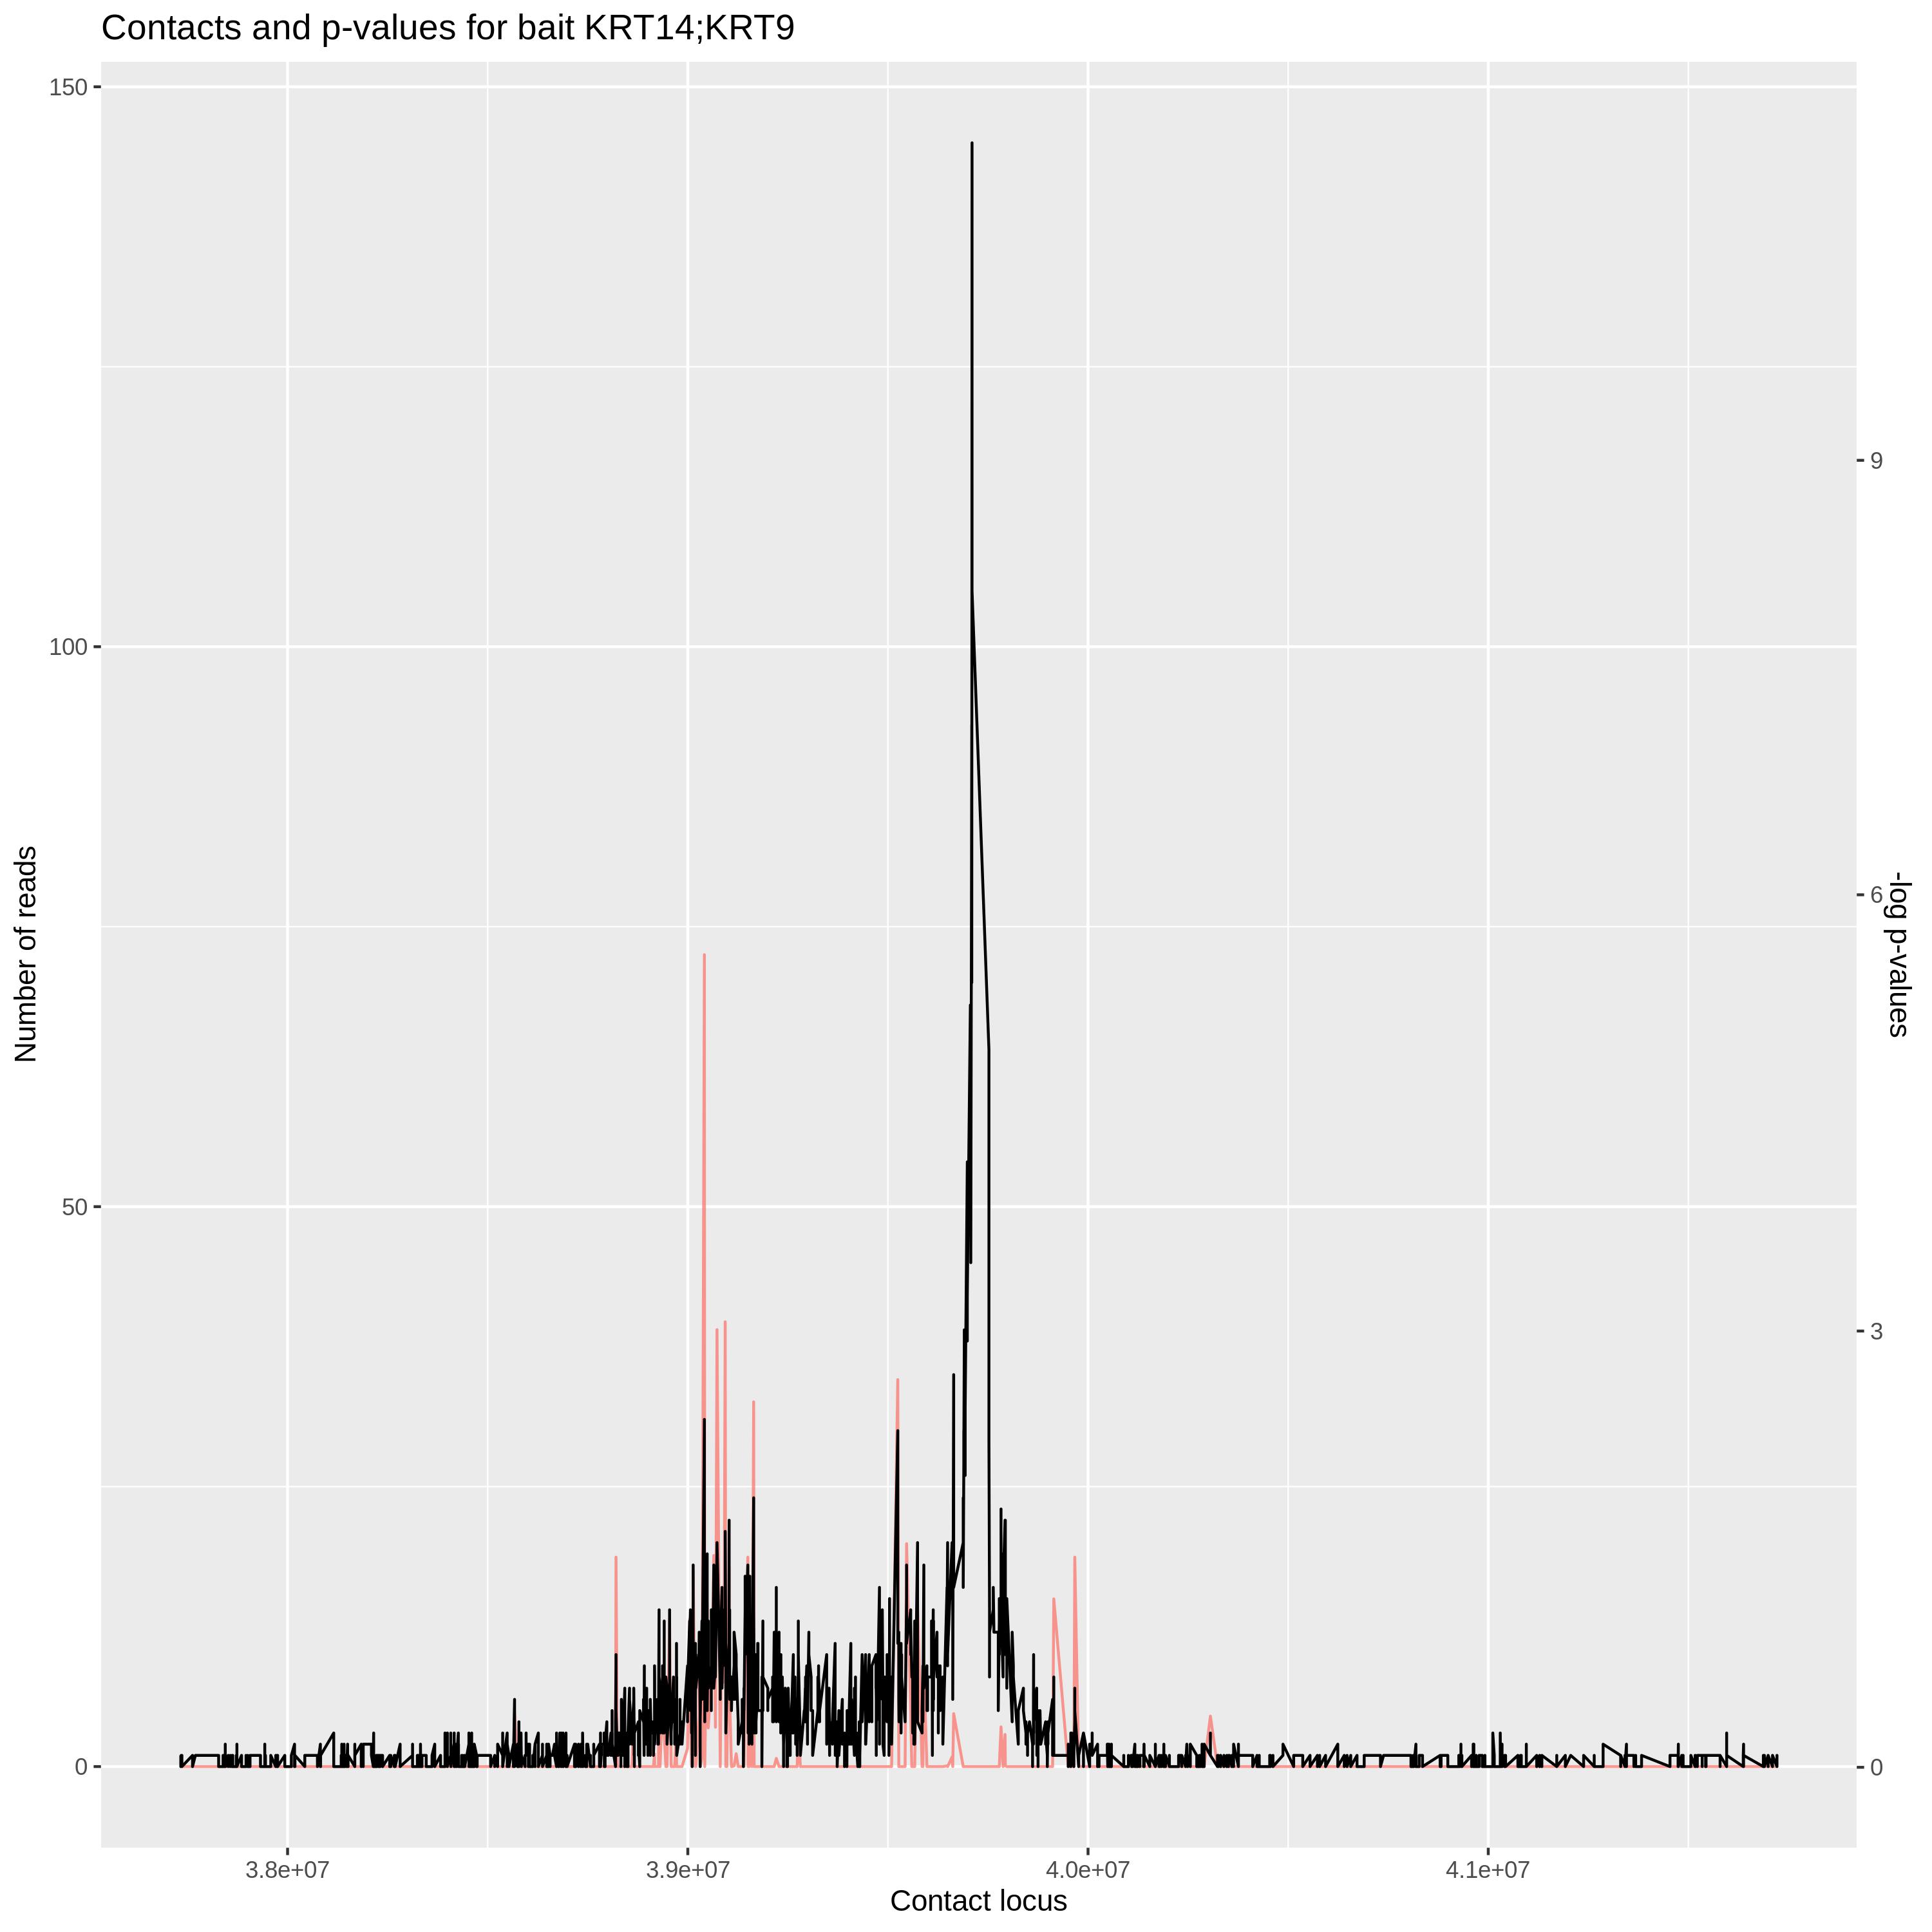 Contacts and p-values for bait KRT14;KRT9
150
100
50
0
Number of reads
9
6
3
0
-log p-values
3.8e+07
3.9e+07
4.0e+07
4.1e+07
Contact locus